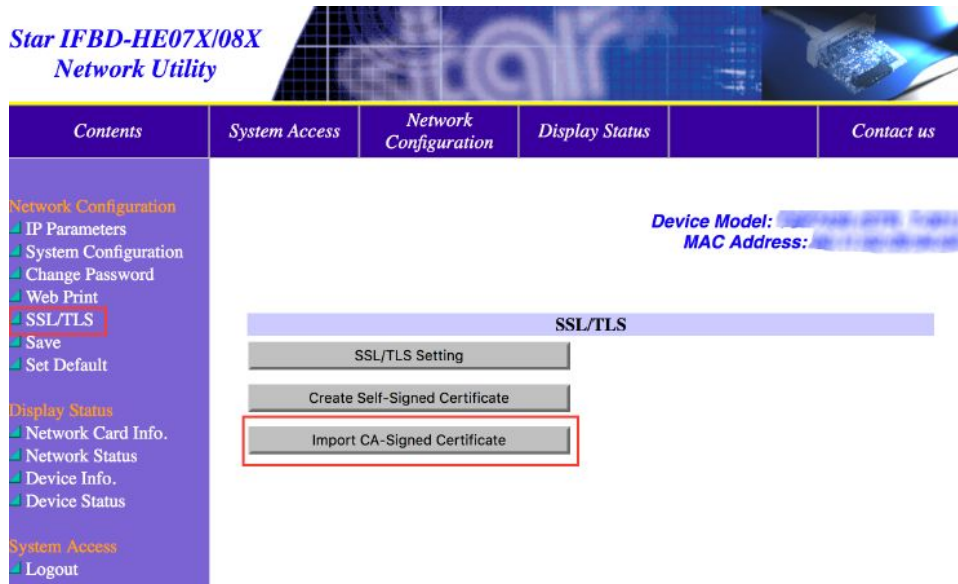 Star IFBD-HE07X/08X
Network Utility
star
Contents
System Access
Network
Configuration
Display Status
Contact us
Network Configuration
IP Parameters
System Configuration
Change Password
Web Print
SSL/TLS
Save
Set Default
Display Status
Network Card Info.
Network Status
Device Info.
Device Status
System Access
Logout
Device Model:
MAC Address:
SSL/TLS
SSL/TLS Setting
Create Self-Signed Certificate
Import CA-Signed Certificate